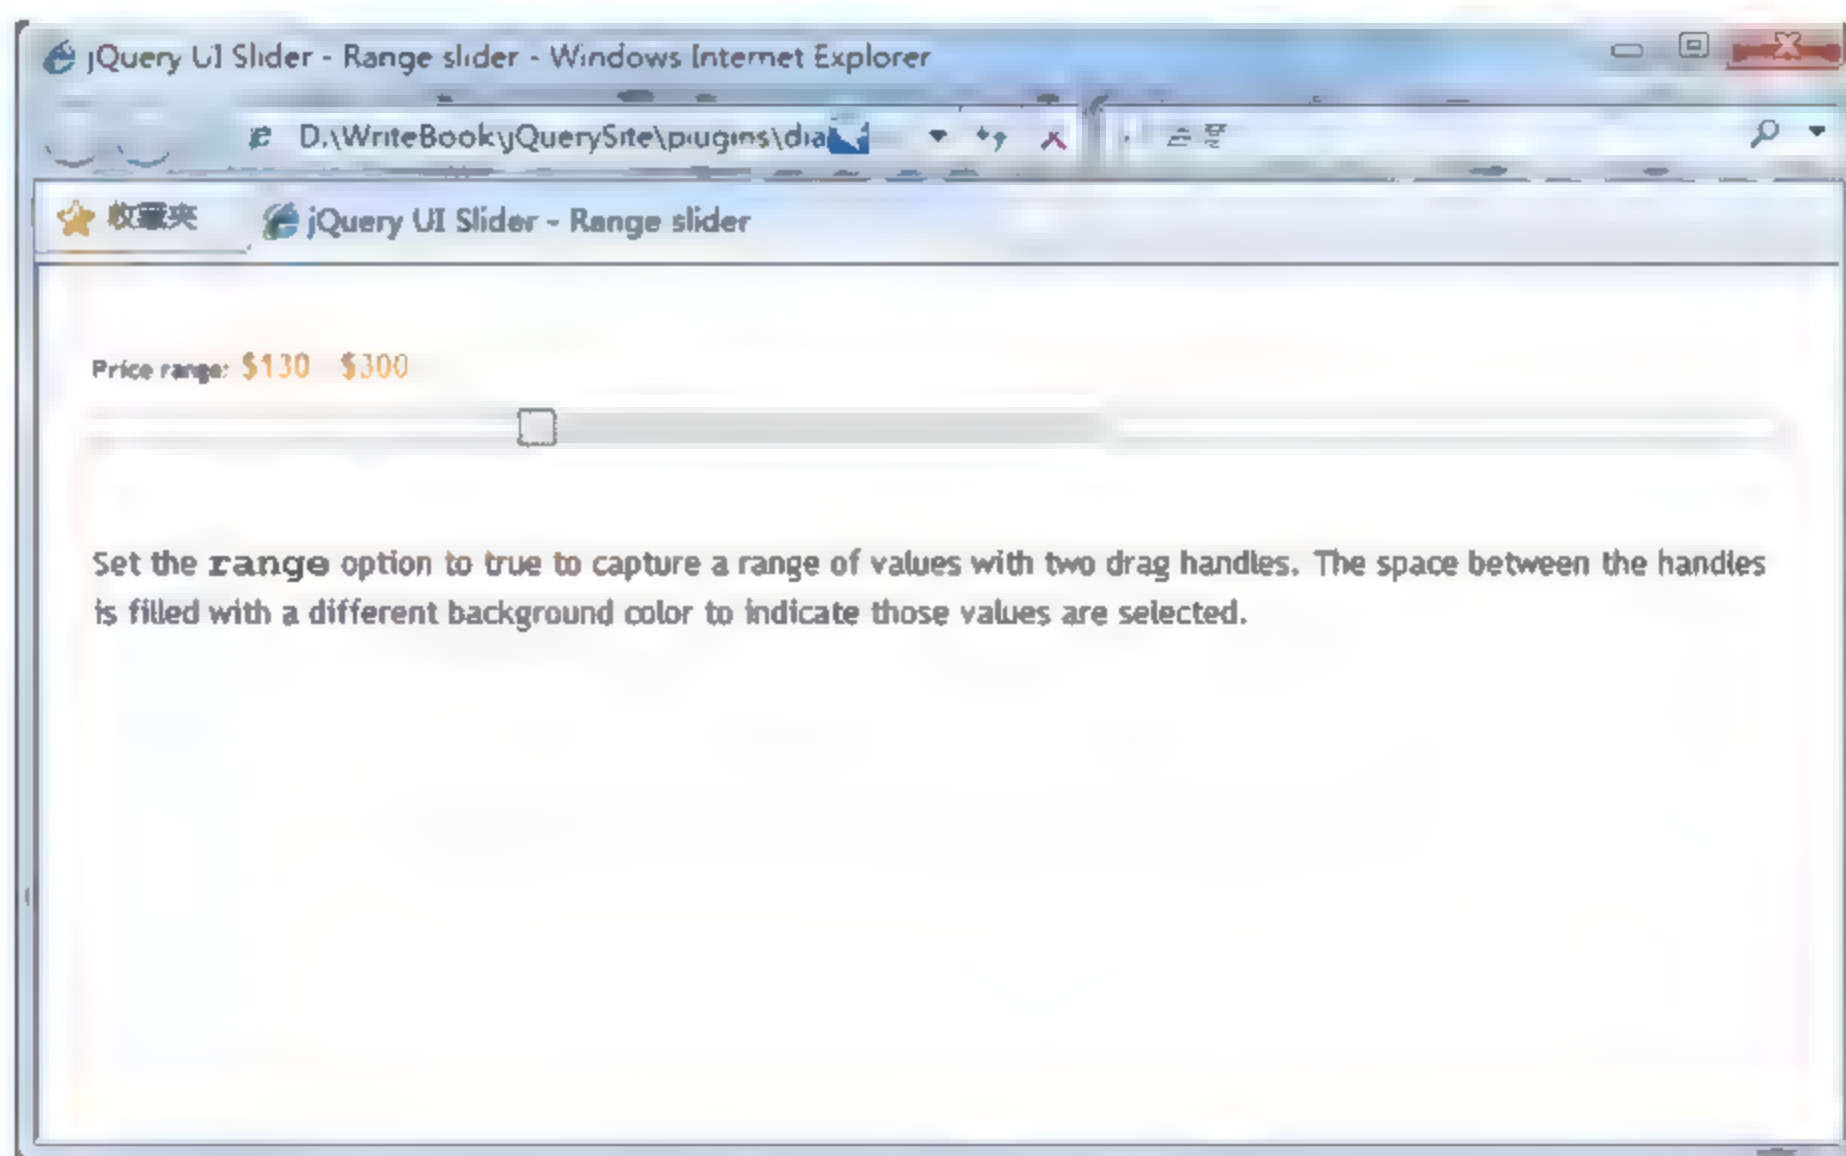 jQuery UI Slider - Range slider - Windows Internet Explorer
D:\WriteBook\jQuerySite\plugins\dia
收藏夹 jQuery UI Slider - Range slider
Price range: $130 $300
Set the range option to true to capture a range of values with two drag handles. The space between the handles
is filled with a different background color to indicate those values are selected.